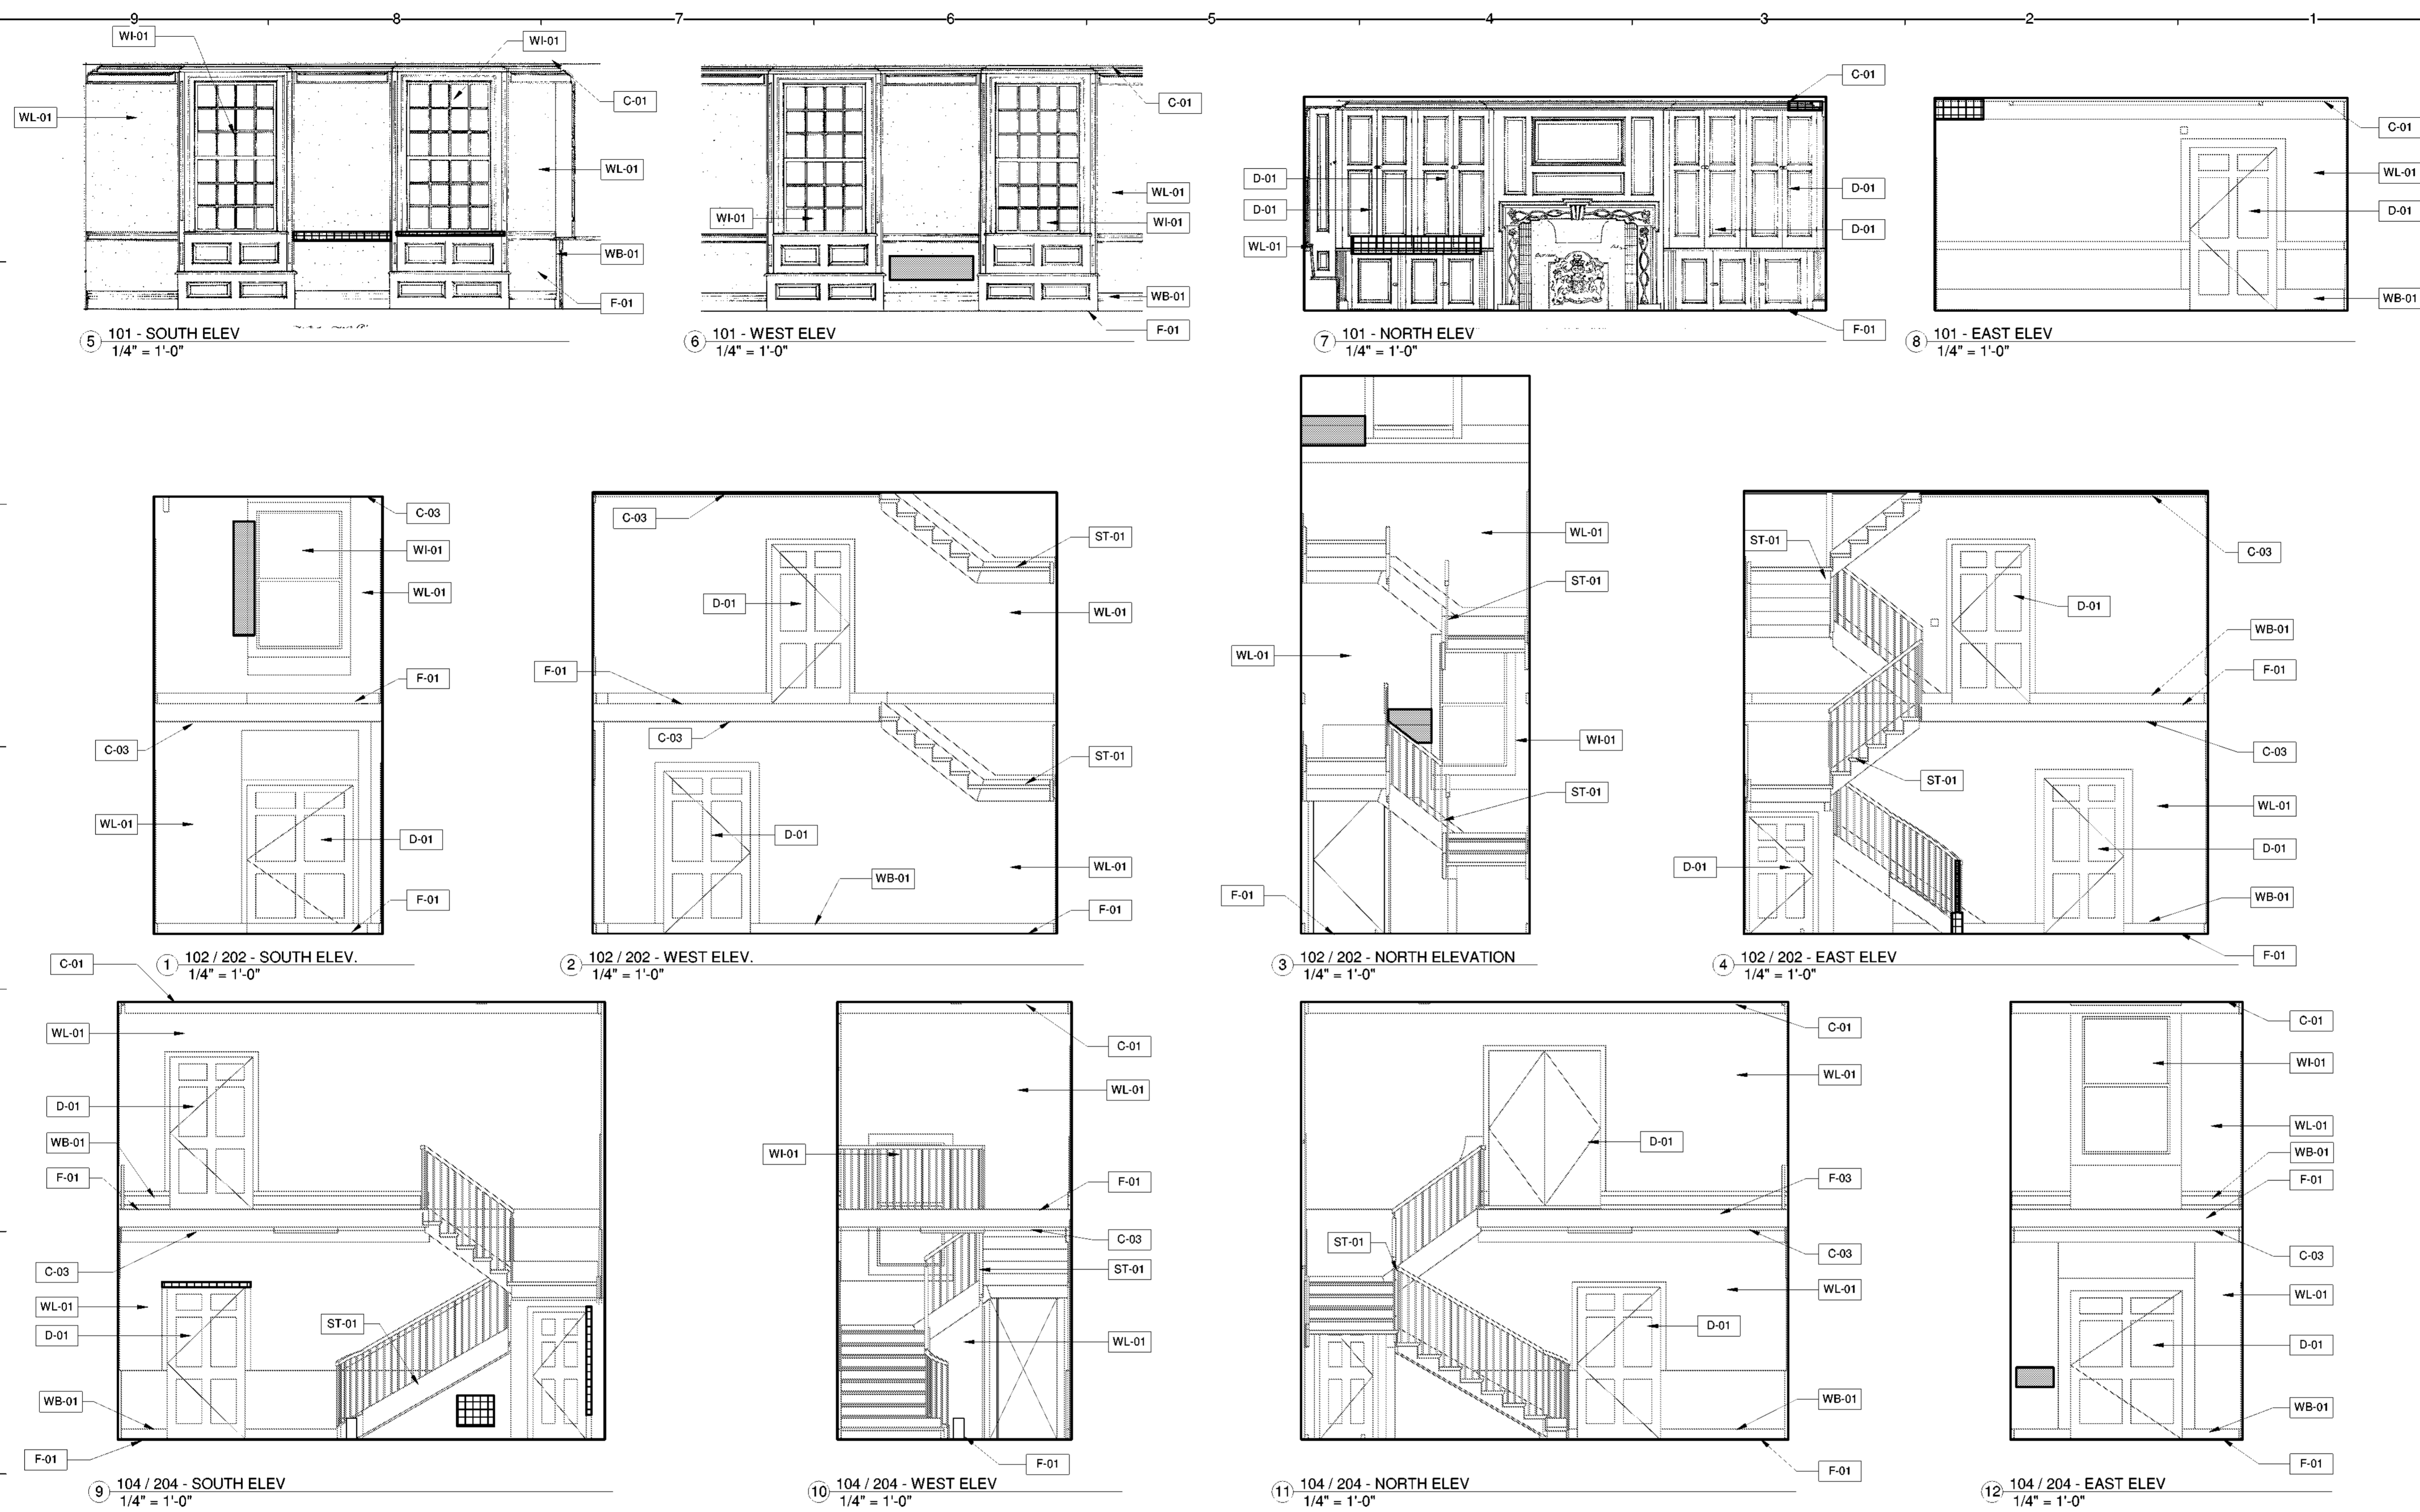 9 8 7 6 5 4 3 2 1
WI-01
WI-01
C-01
WL-01
WL-01
WB-01
F-01
5 101 - SOUTH ELEV
1/4" = 1'-0"
C-01
WL-01
WI-01
WI-01
WB-01
F-01
6 101 - WEST ELEV
1/4" = 1'-0"
C-01
D-01
D-01
D-01
D-01
WL-01
F-01
7 101 - NORTH ELEV
1/4" = 1'-0"
C-01
WL-01
D-01
WB-01
8 101 - EAST ELEV
1/4" = 1'-0"
C-03
WI-01
WL-01
F-01
C-03
WL-01
D-01
F-01
1 102 / 202 - SOUTH ELEV.
1/4" = 1'-0"
C-03
ST-01
D-01
WL-01
F-01
C-03
ST-01
D-01
WL-01
WB-01
F-01
2 102 / 202 - WEST ELEV.
1/4" = 1'-0"
WL-01
ST-01
WL-01
WI-01
ST-01
F-01
3 102 / 202 - NORTH ELEVATION
1/4" = 1'-0"
ST-01
C-03
D-01
WB-01
F-01
C-03
ST-01
WL-01
D-01
D-01
WB-01
F-01
4 102 / 202 - EAST ELEV
1/4" = 1'-0"
C-01
WL-01
D-01
WB-01
F-01
C-03
WL-01
ST-01
D-01
WB-01
F-01
9 104 / 204 - SOUTH ELEV
1/4" = 1'-0"
C-01
WL-01
WI-01
F-01
C-03
ST-01
WL-01
F-01
10 104 / 204 - WEST ELEV
1/4" = 1'-0"
C-01
WL-01
D-01
F-03
ST-01
C-03
WL-01
D-01
WB-01
F-01
11 104 / 204 - NORTH ELEV
1/4" = 1'-0"
C-01
WI-01
WL-01
WB-01
F-01
C-03
WL-01
D-01
WB-01
F-01
12 104 / 204 - EAST ELEV
1/4" = 1'-0"